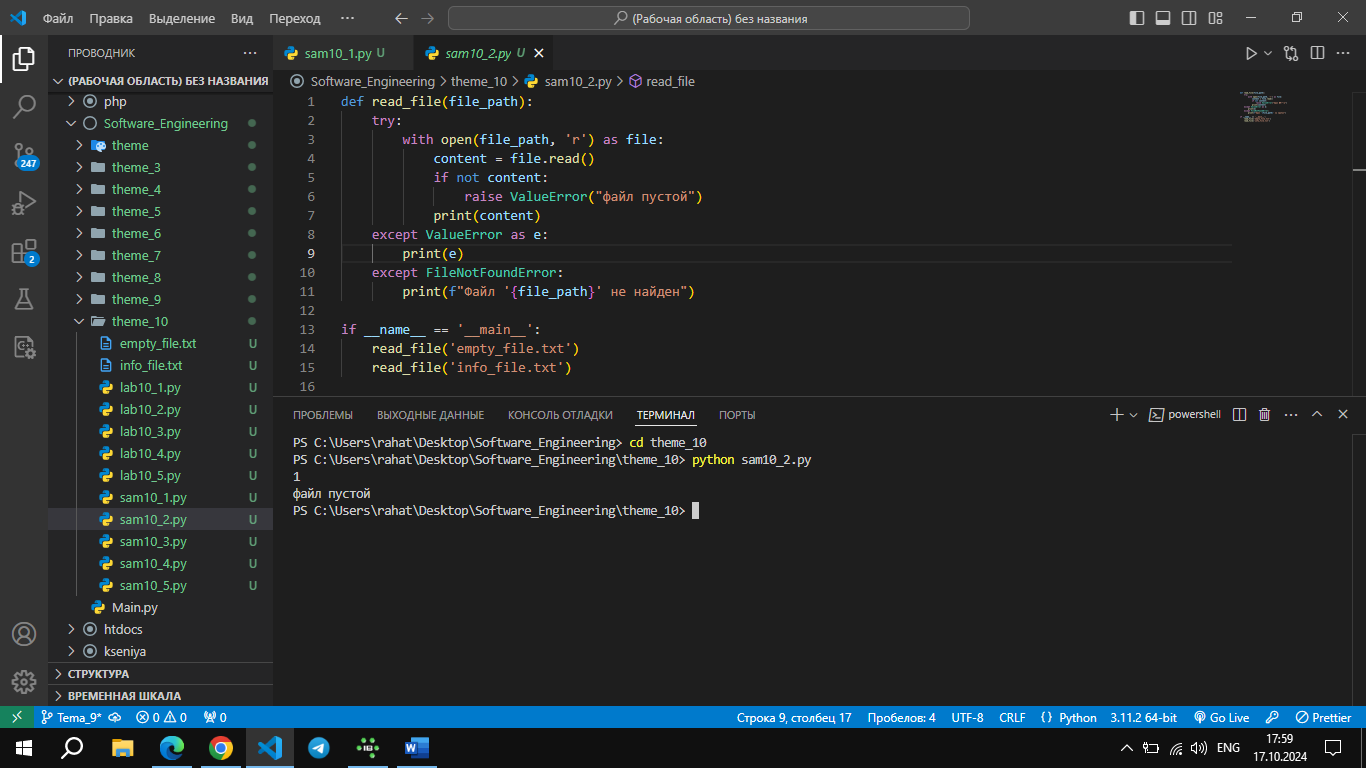 Файл Правка Выделение Вид Переход ··· (Рабочая область) без названия
ПРОВОДНИК ···
(РАБОЧАЯ ОБЛАСТЬ) БЕЗ НАЗВАНИЯ
php
Software_Engineering
theme
theme_3
theme_4
theme_5
theme_6
theme_7
theme_8
theme_9
theme_10
empty_file.txt U
info_file.txt U
lab10_1.py U
lab10_2.py U
lab10_3.py U
lab10_4.py U
lab10_5.py U
sam10_1.py U
sam10_2.py U
sam10_3.py U
sam10_4.py U
sam10_5.py U
Main.py
htdocs
kseniya
СТРУКТУРА
ВРЕМЕННАЯ ШКАЛА
247
2
sam10_1.py U sam10_2.py U
Software_Engineering > theme_10 > sam10_2.py > read_file
1 def read_file(file_path):
2 try:
3 with open(file_path, 'r') as file:
4 content = file.read()
5 if not content:
6 raise ValueError("файл пустой")
7 print(content)
8 except ValueError as e:
9 print(e)
10 except FileNotFoundError:
11 print(f"Файл '{file_path}' не найден")
12
13 if __name__ == '__main__':
14 read_file('empty_file.txt')
15 read_file('info_file.txt')
16
ПРОБЛЕМЫ ВЫХОДНЫЕ ДАННЫЕ КОНСОЛЬ ОТЛАДКИ ТЕРМИНАЛ ПОРТЫ powershell ···
PS C:\Users\rahat\Desktop\Software_Engineering> cd theme_10
PS C:\Users\rahat\Desktop\Software_Engineering\theme_10> python sam10_2.py
1
файл пустой
PS C:\Users\rahat\Desktop\Software_Engineering\theme_10>
Tema_9* 0 0 0 Строка 9, столбец 17 Пробелов: 4 UTF-8 CRLF {} Python 3.11.2 64-bit Go Live Prettier
ENG 17:59
17.10.2024